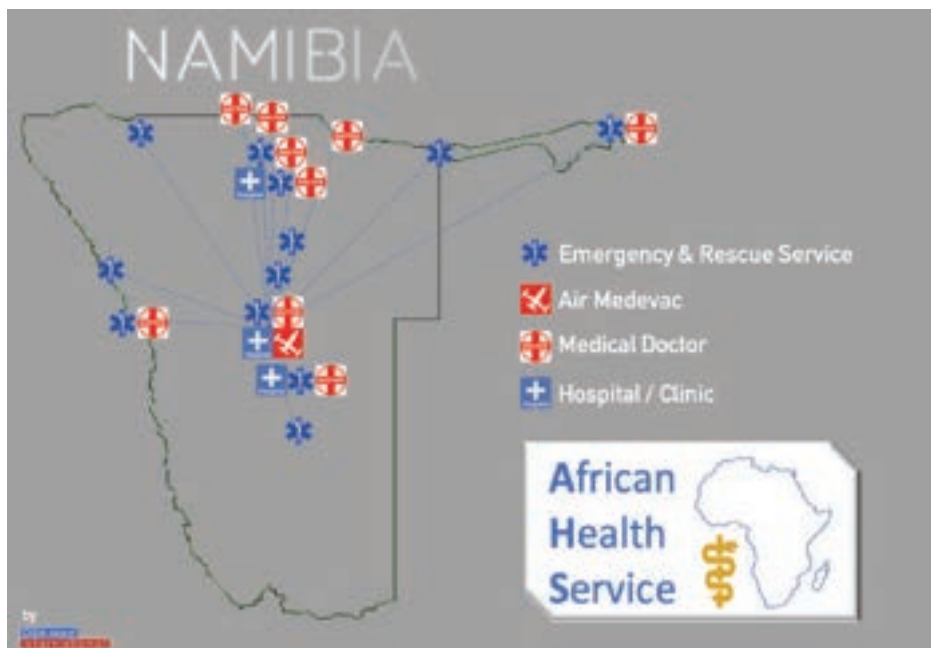 NAMIBIA
Emergency & Rescue Service
Air Medevac
Medical Doctor
Hospital / Clinic
African
Health
Service
by